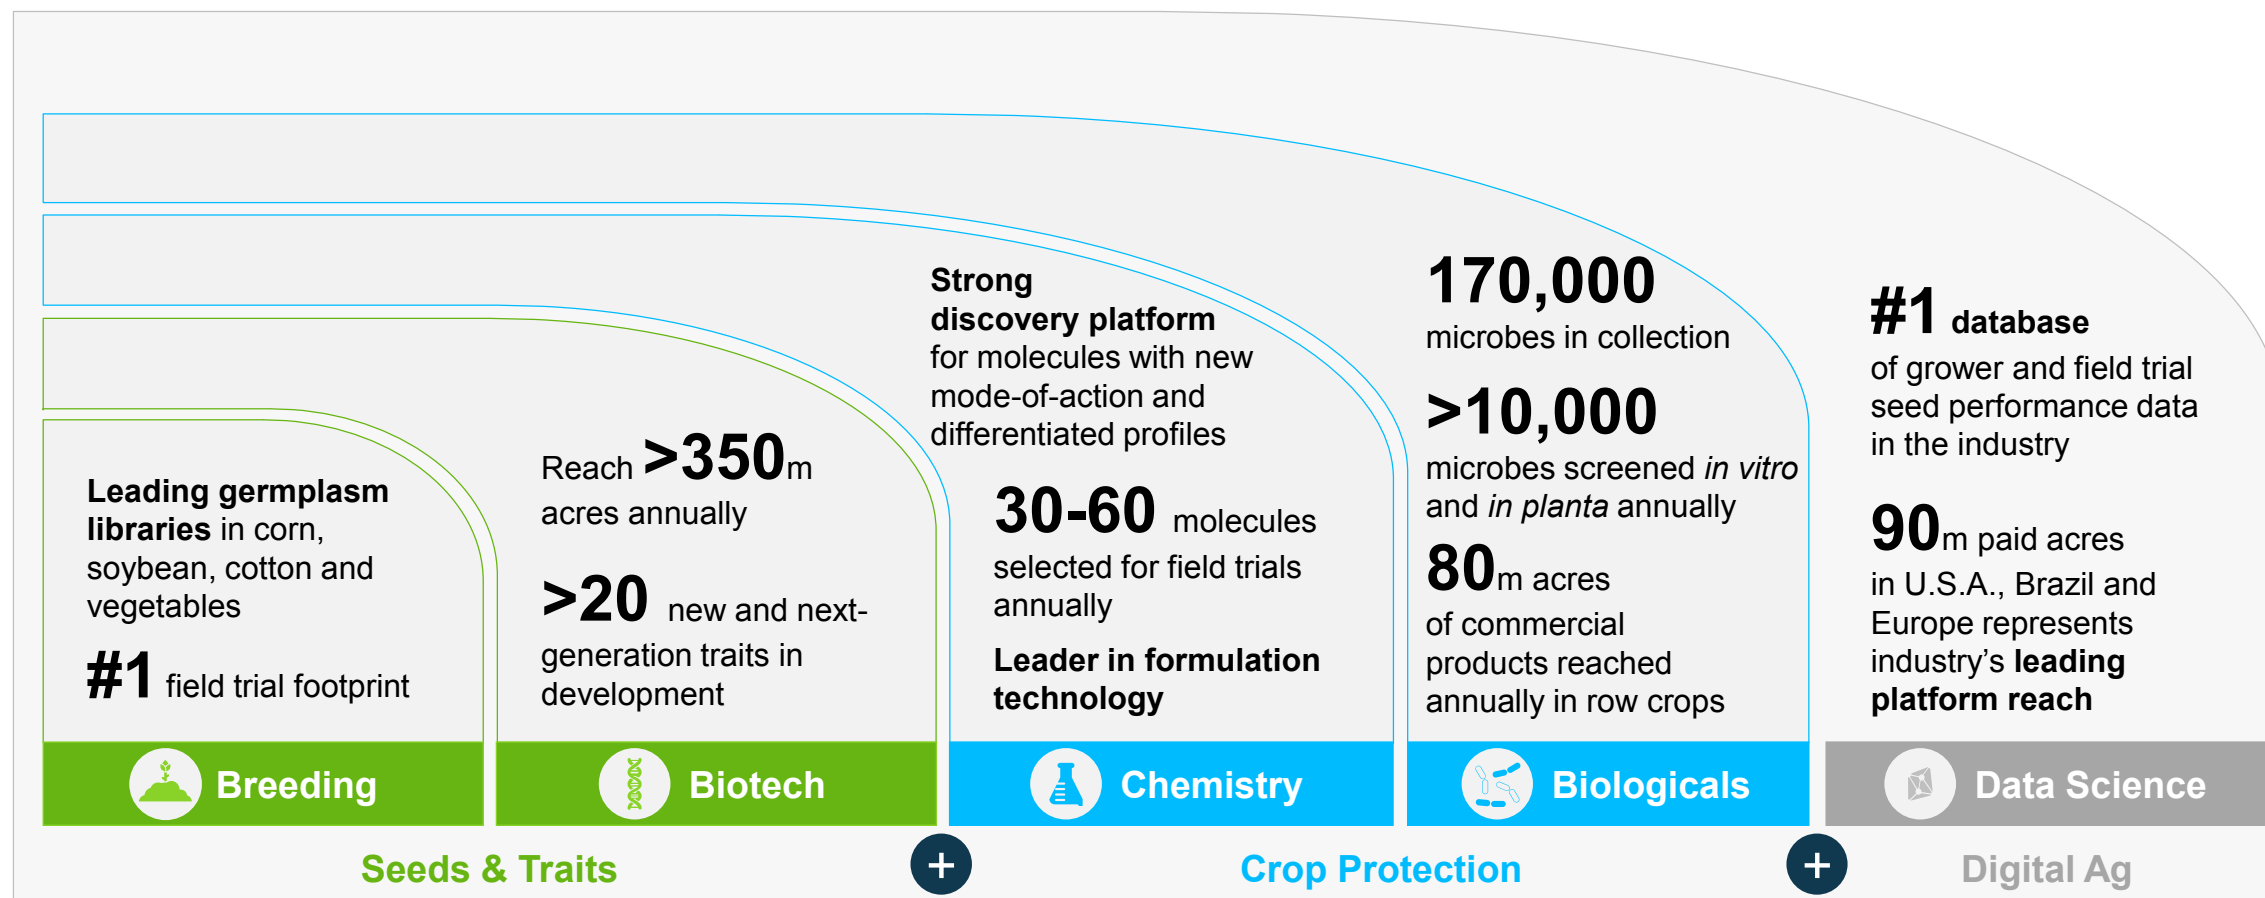 Leading germplasm
libraries in corn,
soybean, cotton and
vegetables
#1 field trial footprint
Breeding
Reach >350m
acres annually
>20 new and next-
generation traits in
development
Biotech
Strong
discovery platform
for molecules with new
mode-of-action and
differentiated profiles
30-60 molecules
selected for field trials
annually
Leader in formulation
technology
Chemistry
170,000
microbes in collection
>10,000
microbes screened in vitro
and in planta annually
80m acres
of commercial
products reached
annually in row crops
Biologicals
#1 database
of grower and field trial
seed performance data
in the industry
90m paid acres
in U.S.A., Brazil and
Europe represents
industry’s leading
platform reach
Data Science
Seeds & Traits
+
Crop Protection
+
Digital Ag